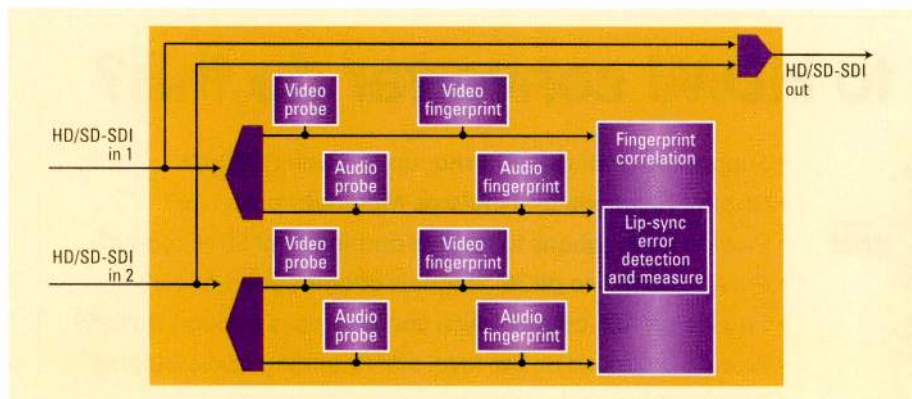 HD/SD-SDI
out
Video
probe
Video
fingerprint
HD/SD-SDI
in 1
Fingerprint
correlation
Audio
probe
Audio
fingerprint
Lip-sync
error
detection
and measure
Video
probe
Video
fingerprint
HD/SD-SDI
in 2
Audio
probe
Audio
fingerprint